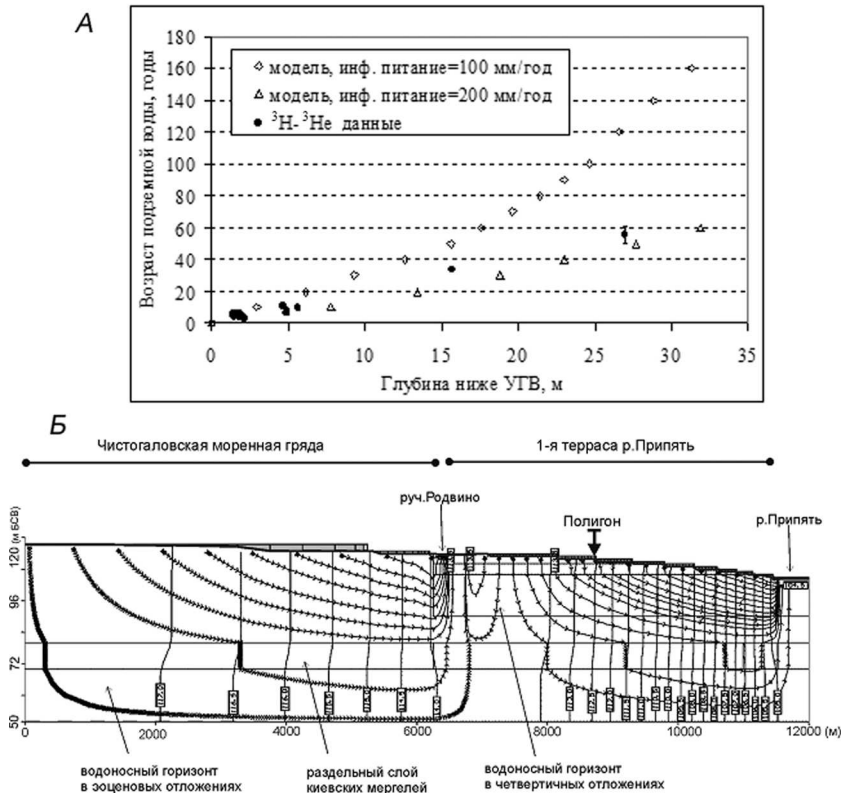 А
180
160
140
120
100
80
60
40
20
0
Возраст подземной воды, годы
модель, инф. питание=100 мм/год
модель, инф. питание=200 мм/год
³H-³He данные
0 5 10 15 20 25 30 35
Глубина ниже УГВ, м
Б
Чистогаловская моренная гряда
1-я терраса р.Припять
руч.Родвино
Полигон
р.Припять
(м БСВ)
120
96
72
50
0 2000 4000 6000 8000 10000 12000 (м)
водоносный горизонт
в эоценовых отложениях
раздельный слой
киевских мергелей
водоносный горизонт
в четвертичных отложениях